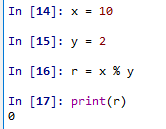 In [14]: x = 10
In [15]: y = 2
In [16]: r = x % y
In [17]: print(r)
0